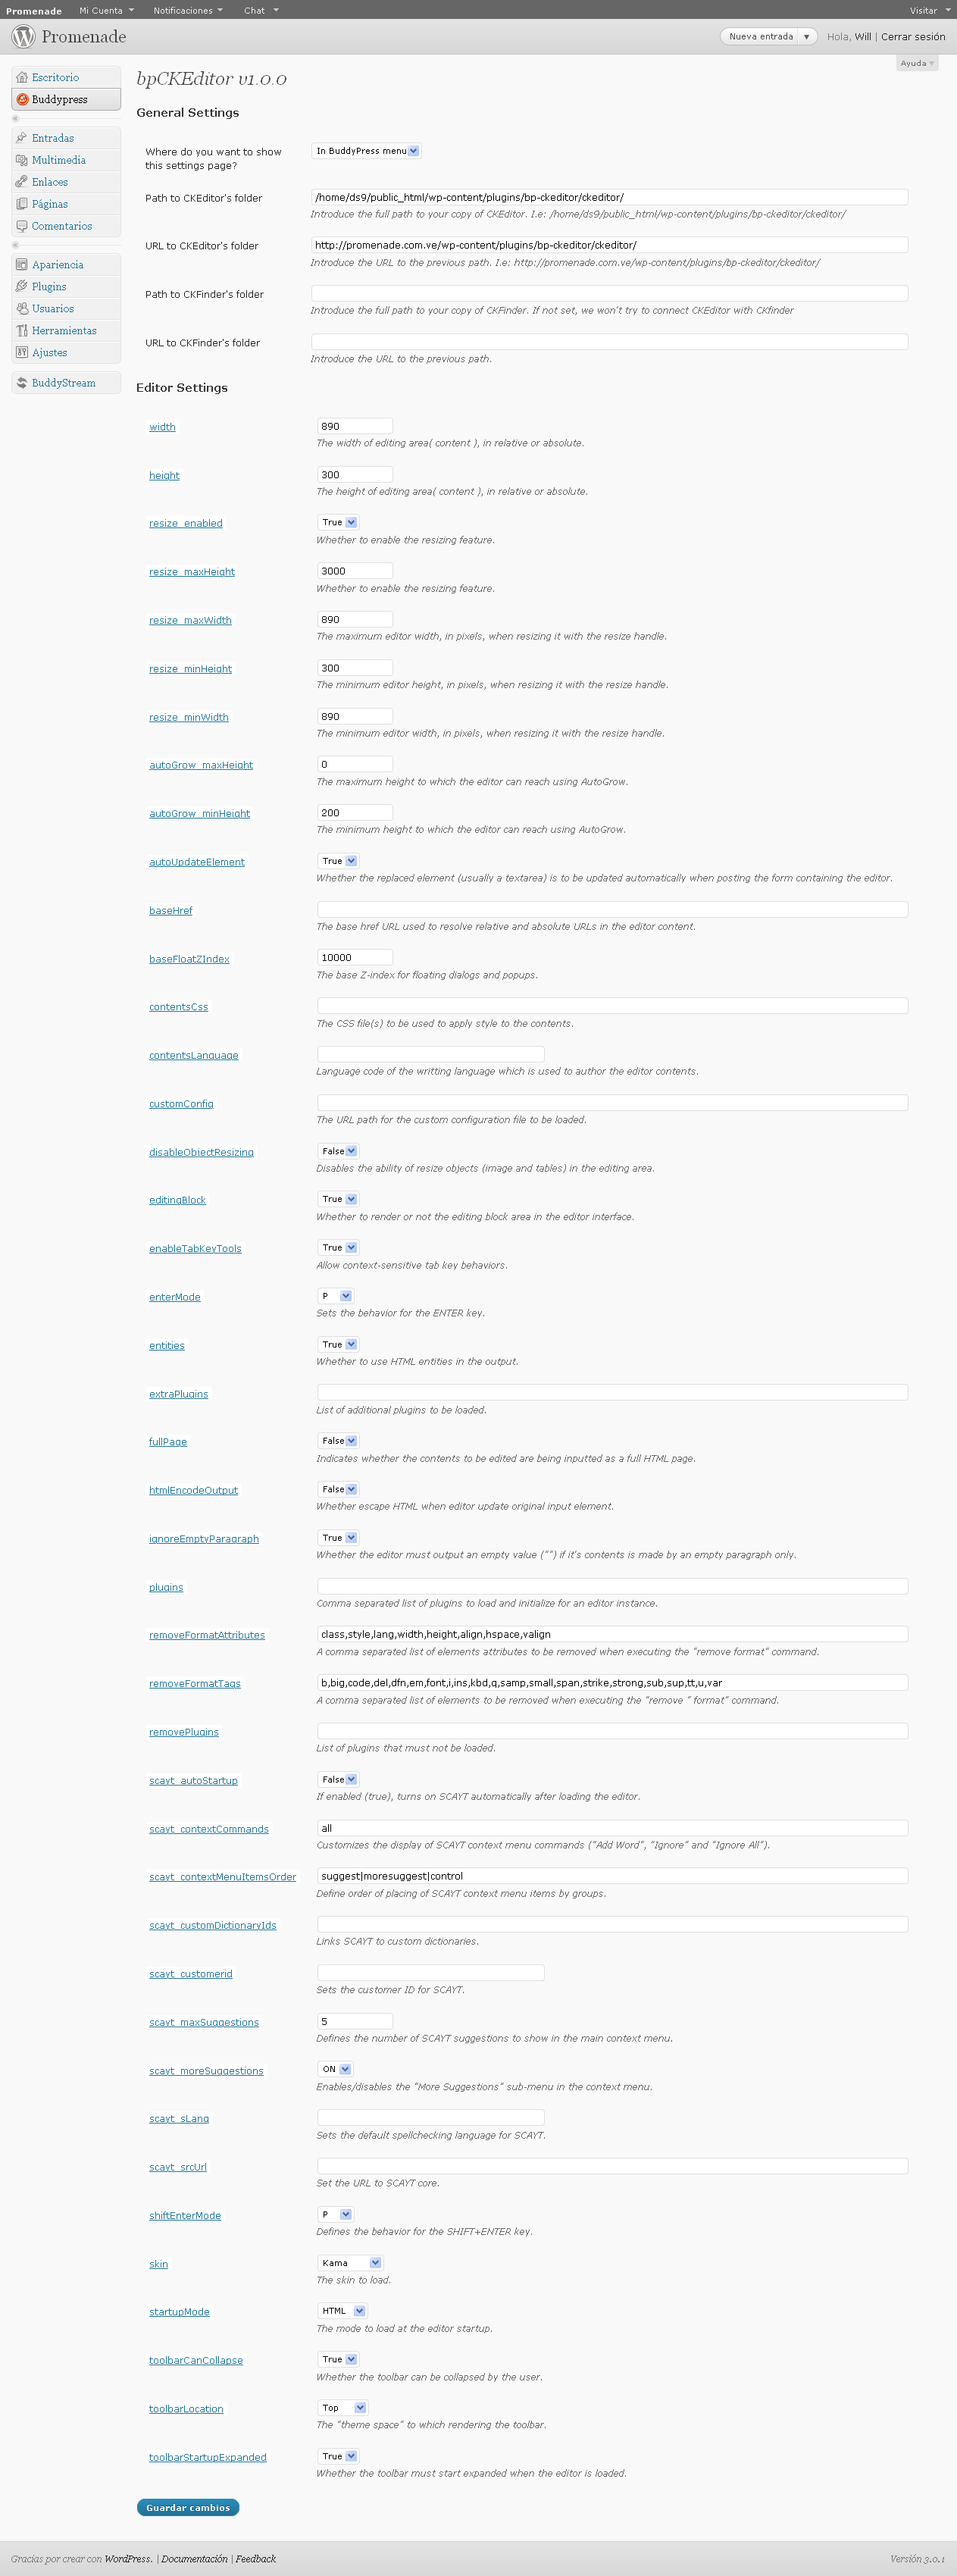 Promenade Mi Cuenta Notificaciones Chat Visitar
Promenade Nueva entrada Hola, Will | Cerrar sesión
Ayuda
Escritorio
Buddypress
Entradas
Multimedia
Enlaces
Páginas
Comentarios
Apariencia
Plugins
Usuarios
Herramientas
Ajustes
BuddyStream
bpCKEditor v1.0.0
General Settings
Where do you want to show
this settings page?
In BuddyPress menu
Path to CKEditor's folder
/home/ds9/public_html/wp-content/plugins/bp-ckeditor/ckeditor/
Introduce the full path to your copy of CKEditor. I.e: /home/ds9/public_html/wp-content/plugins/bp-ckeditor/ckeditor/
URL to CKEditor's folder
http://promenade.com.ve/wp-content/plugins/bp-ckeditor/ckeditor/
Introduce the URL to the previous path. I.e: http://promenade.com.ve/wp-content/plugins/bp-ckeditor/ckeditor/
Path to CKFinder's folder
Introduce the full path to your copy of CKFinder. If not set, we won't try to connect CKEditor with CKfinder
URL to CKFinder's folder
Introduce the URL to the previous path.
Editor Settings
width 890
The width of editing area( content ), in relative or absolute.
height 300
The height of editing area( content ), in relative or absolute.
resize_enabled True
Whether to enable the resizing feature.
resize_maxHeight 3000
Whether to enable the resizing feature.
resize_maxWidth 890
The maximum editor width, in pixels, when resizing it with the resize handle.
resize_minHeight 300
The minimum editor height, in pixels, when resizing it with the resize handle.
resize_minWidth 890
The minimum editor width, in pixels, when resizing it with the resize handle.
autoGrow_maxHeight 0
The maximum height to which the editor can reach using AutoGrow.
autoGrow_minHeight 200
The minimum height to which the editor can reach using AutoGrow.
autoUpdateElement True
Whether the replaced element (usually a textarea) is to be updated automatically when posting the form containing the editor.
baseHref
The base href URL used to resolve relative and absolute URLs in the editor content.
baseFloatZIndex 10000
The base Z-index for floating dialogs and popups.
contentsCss
The CSS file(s) to be used to apply style to the contents.
contentsLanguage
Language code of the writting language which is used to author the editor contents.
customConfig
The URL path for the custom configuration file to be loaded.
disableObjectResizing False
Disables the ability of resize objects (image and tables) in the editing area.
editingBlock True
Whether to render or not the editing block area in the editor interface.
enableTabKeyTools True
Allow context-sensitive tab key behaviors.
enterMode P
Sets the behavior for the ENTER key.
entities True
Whether to use HTML entities in the output.
extraPlugins
List of additional plugins to be loaded.
fullPage False
Indicates whether the contents to be edited are being inputted as a full HTML page.
htmlEncodeOutput False
Whether escape HTML when editor update original input element.
ignoreEmptyParagraph True
Whether the editor must output an empty value ("") if it's contents is made by an empty paragraph only.
plugins
Comma separated list of plugins to load and initialize for an editor instance.
removeFormatAttributes class,style,lang,width,height,align,hspace,valign
A comma separated list of elements attributes to be removed when executing the "remove format" command.
removeFormatTags b,big,code,del,dfn,em,font,i,ins,kbd,q,samp,small,span,strike,strong,sub,sup,tt,u,var
A comma separated list of elements to be removed when executing the "remove " format" command.
removePlugins
List of plugins that must not be loaded.
scayt_autoStartup False
If enabled (true), turns on SCAYT automatically after loading the editor.
scayt_contextCommands all
Customizes the display of SCAYT context menu commands ("Add Word", "Ignore" and "Ignore All").
scayt_contextMenuItemsOrder suggest|moresuggest|control
Define order of placing of SCAYT context menu items by groups.
scayt_customDictionaryIds
Links SCAYT to custom dictionaries.
scayt_customerid
Sets the customer ID for SCAYT.
scayt_maxSuggestions 5
Defines the number of SCAYT suggestions to show in the main context menu.
scayt_moreSuggestions ON
Enables/disables the "More Suggestions" sub-menu in the context menu.
scayt_sLang
Sets the default spellchecking language for SCAYT.
scayt_srcUrl
Set the URL to SCAYT core.
shiftEnterMode P
Defines the behavior for the SHIFT+ENTER key.
skin Kama
The skin to load.
startupMode HTML
The mode to load at the editor startup.
toolbarCanCollapse True
Whether the toolbar can be collapsed by the user.
toolbarLocation Top
The "theme space" to which rendering the toolbar.
toolbarStartupExpanded True
Whether the toolbar must start expanded when the editor is loaded.
Guardar cambios
Gracias por crear con WordPress. | Documentación | Feedback Versión 3.0.1